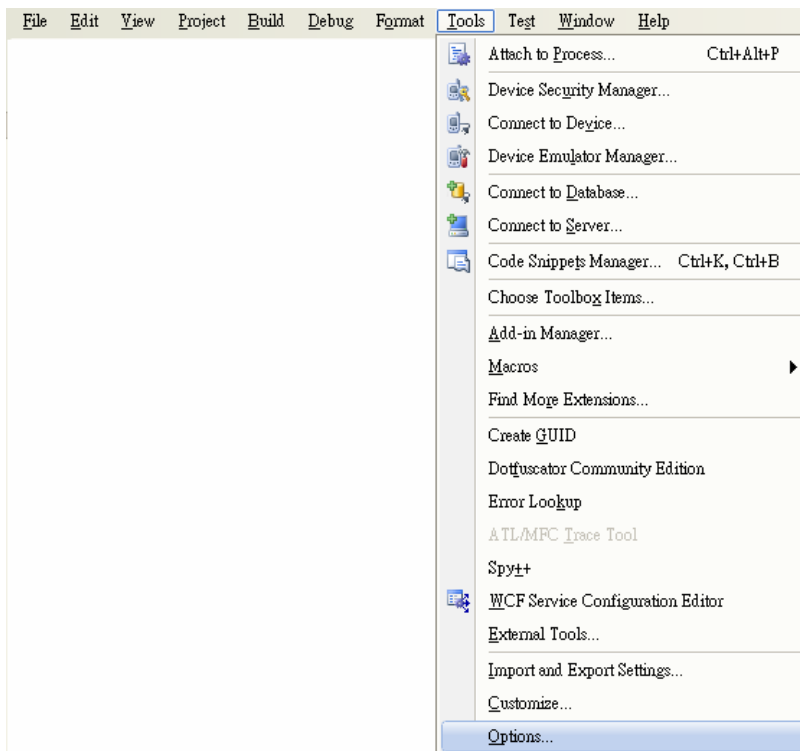 File Edit View Project Build Debug Format Tools Test Window Help
Attach to Process... Ctrl+Alt+P
Device Security Manager...
Connect to Device...
Device Emulator Manager...
Connect to Database...
Connect to Server...
Code Snippets Manager... Ctrl+K, Ctrl+B
Choose Toolbox Items...
Add-in Manager...
Macros
Find More Extensions...
Create GUID
Dotfuscator Community Edition
Error Lookup
ATL/MFC Trace Tool
Spy++
WCF Service Configuration Editor
External Tools...
Import and Export Settings...
Customize...
Options...